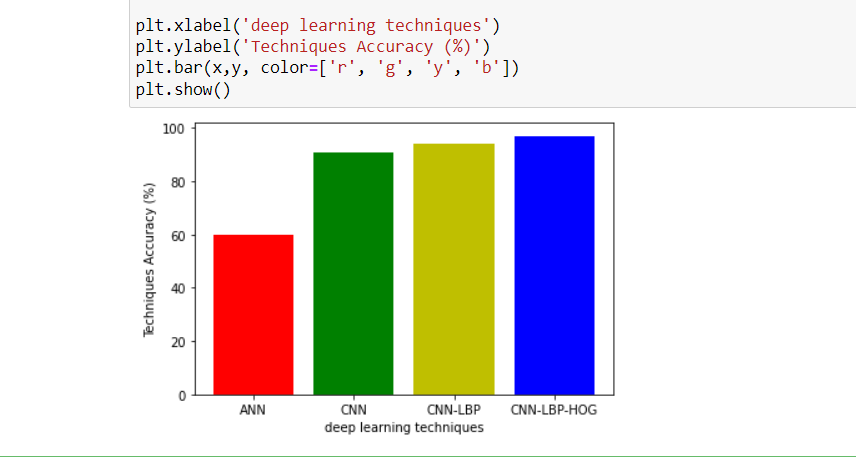 plt.xlabel('deep learning techniques')
plt.ylabel('Techniques Accuracy (%)')
plt.bar(x,y, color=['r', 'g', 'y', 'b'])
plt.show()
100
80
60
40
20
0
Techniques Accuracy (%)
ANN CNN CNN-LBP CNN-LBP-HOG
deep learning techniques